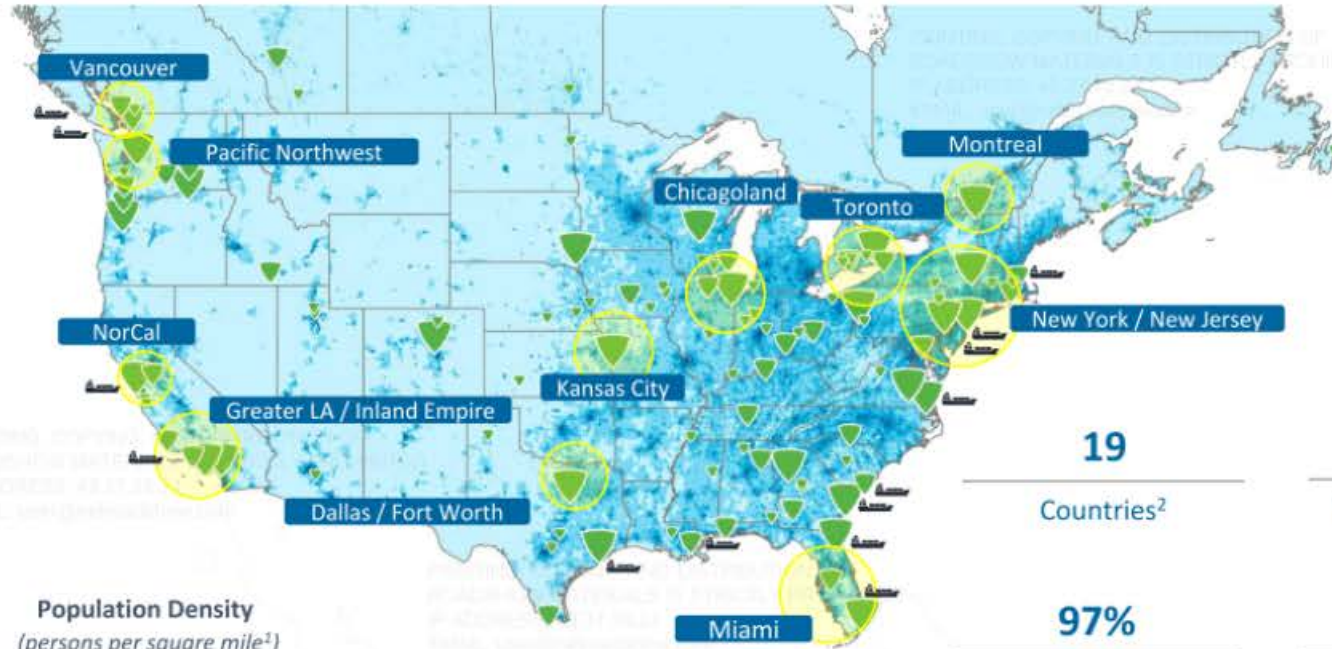 Vancouver
Pacific Northwest
Montreal
Chicagoland
Toronto
NorCal
New York / New Jersey
Kansas City
Greater LA / Inland Empire
19
Countries²
Dallas / Fort Worth
Population Density
(persons per square mile¹)
97%
Miami